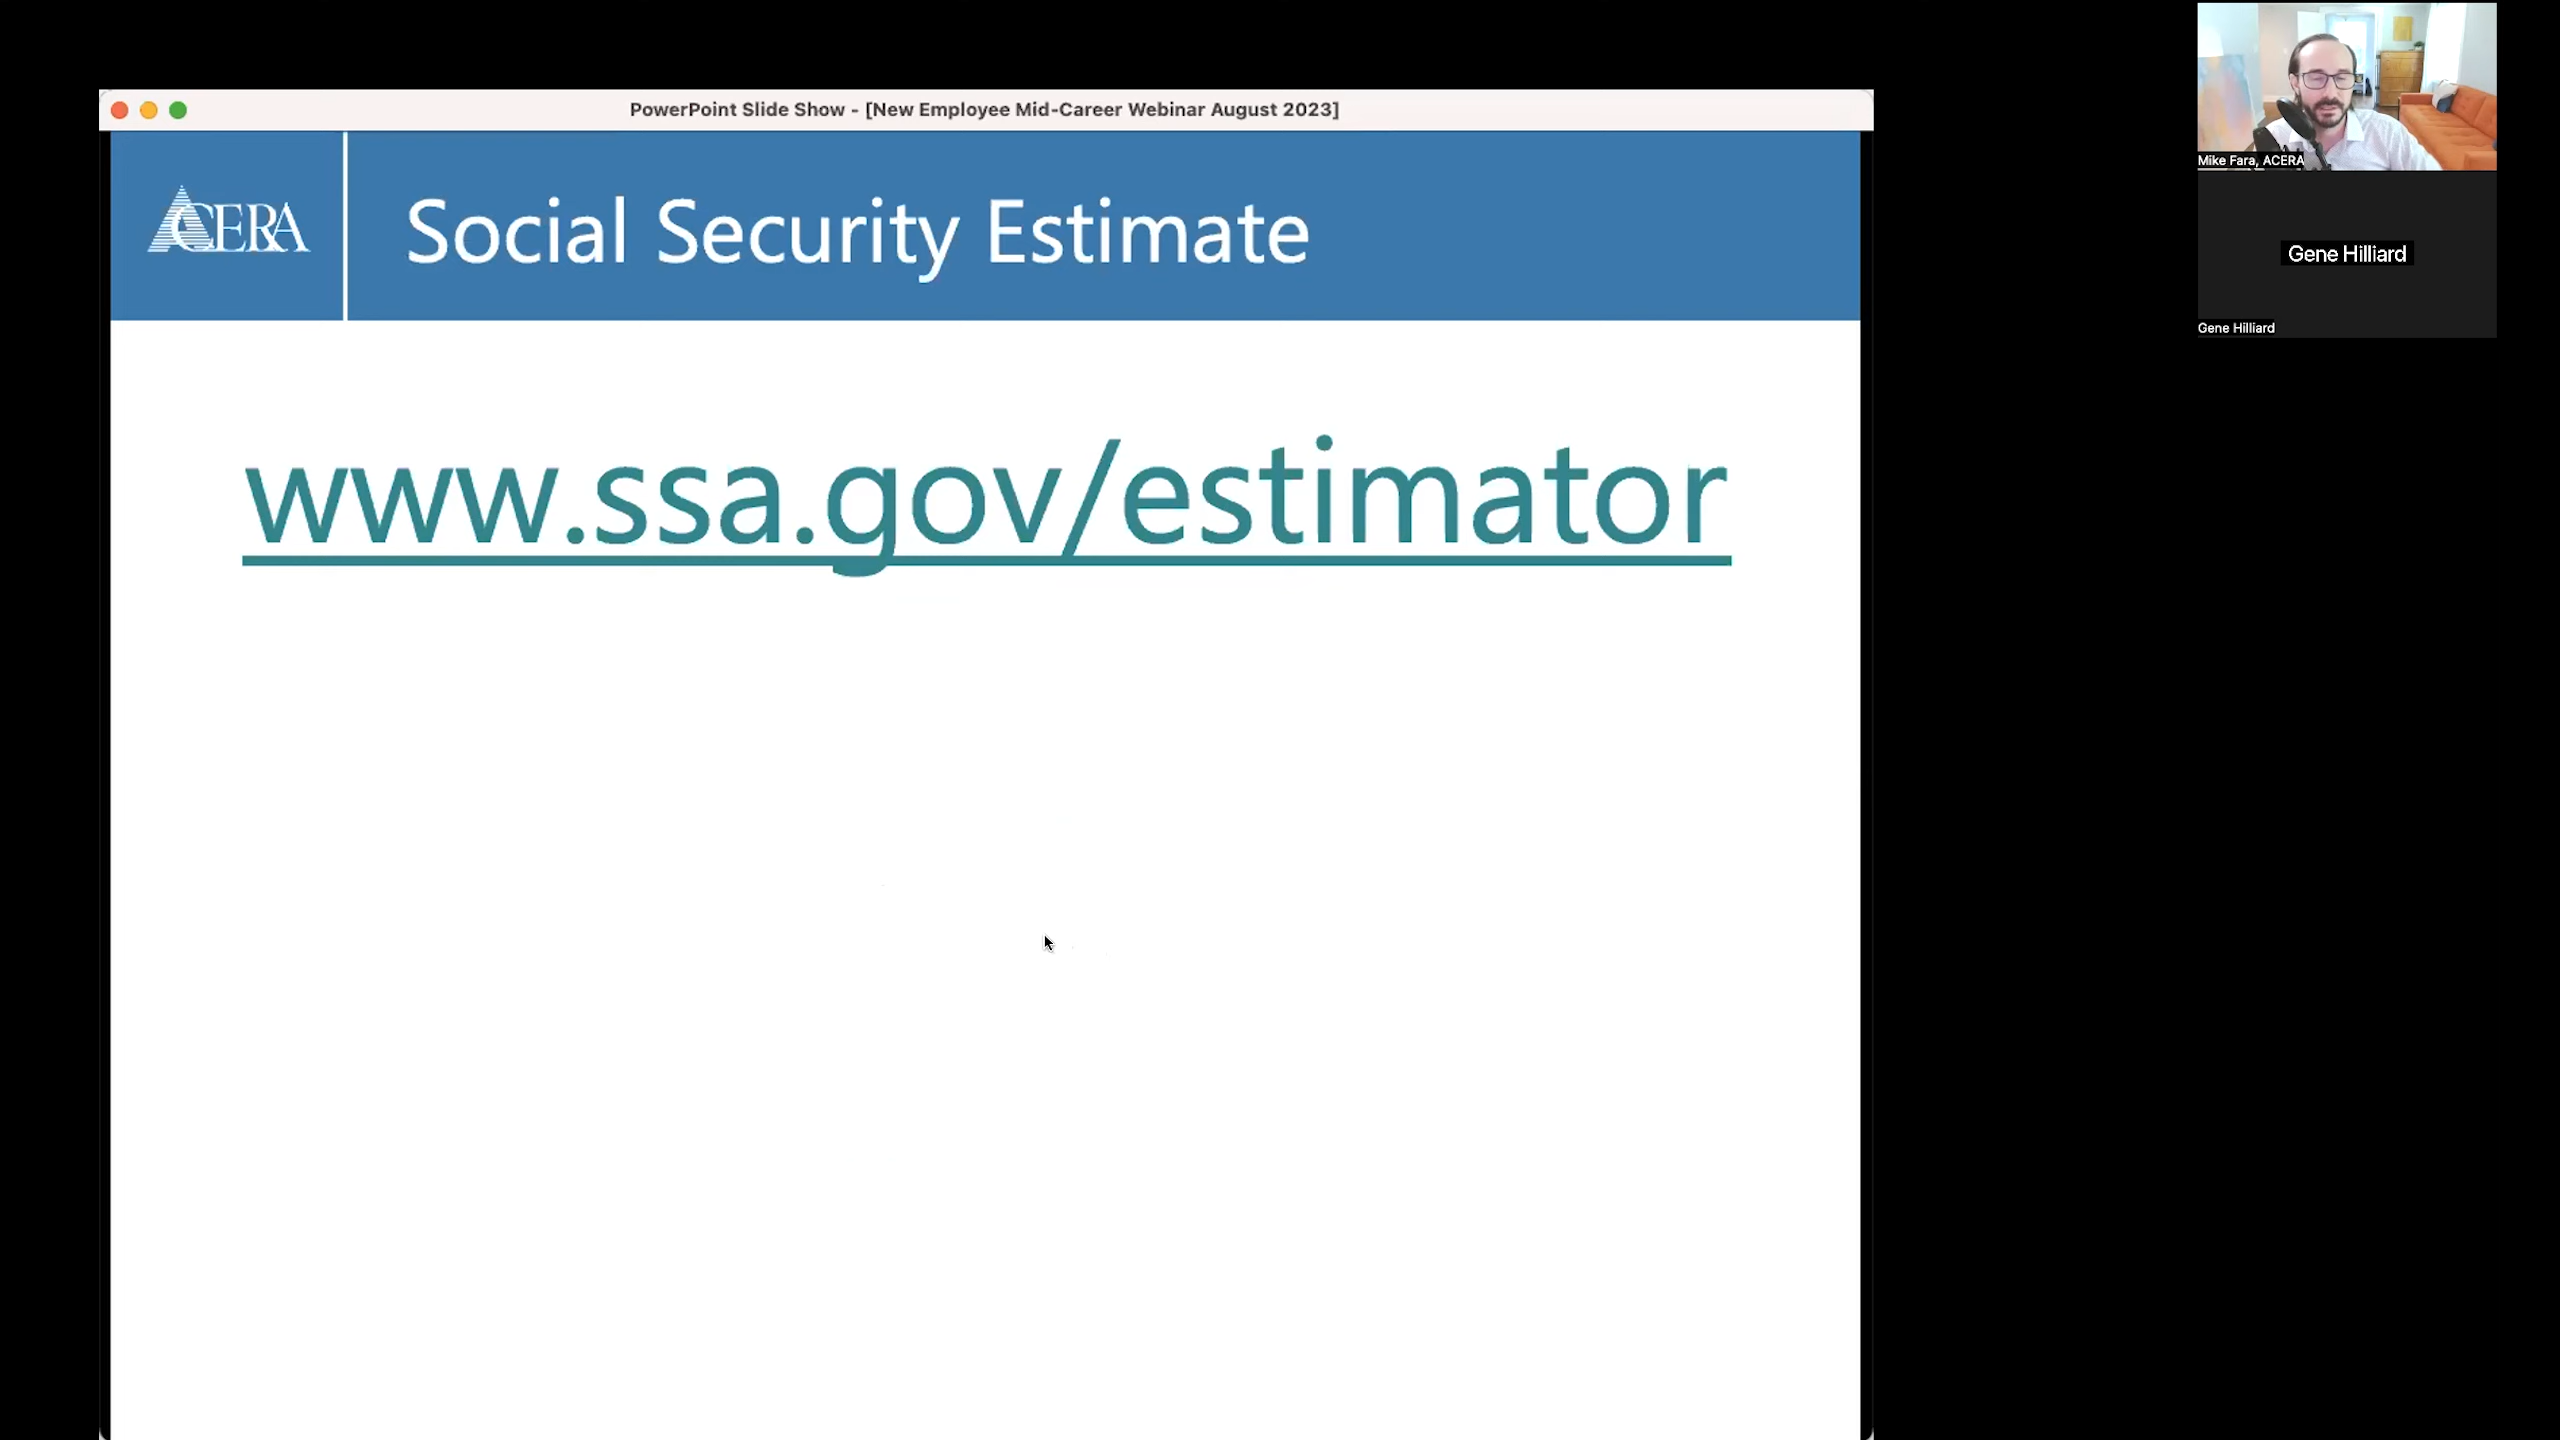 PowerPoint Slide Show - [New Employee Mid-Career Webinar August 2023]
ACERA
Social Security Estimate
www.ssa.gov/estimator
Mike Fara, ACERA
Gene Hilliard
Gene Hilliard